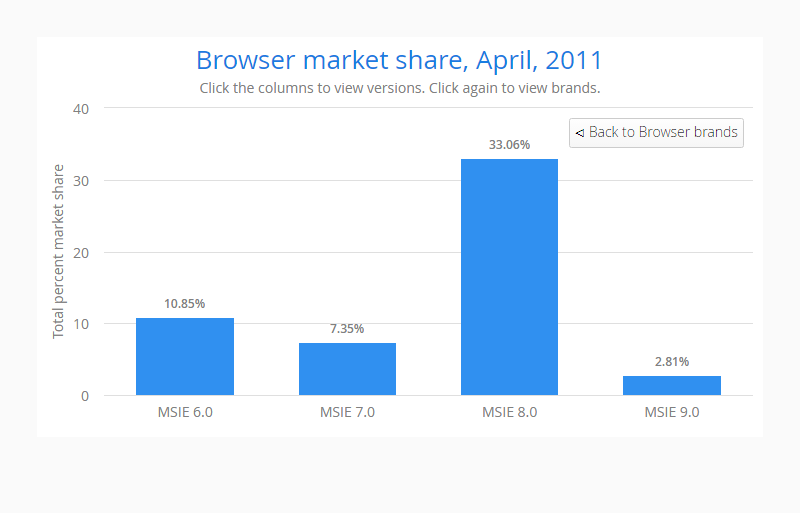 Browser market share, April, 2011
Click the columns to view versions. Click again to view brands.
Total percent market share
40
30
20
10
0
◁ Back to Browser brands
10.85%
7.35%
33.06%
2.81%
MSIE 6.0
MSIE 7.0
MSIE 8.0
MSIE 9.0